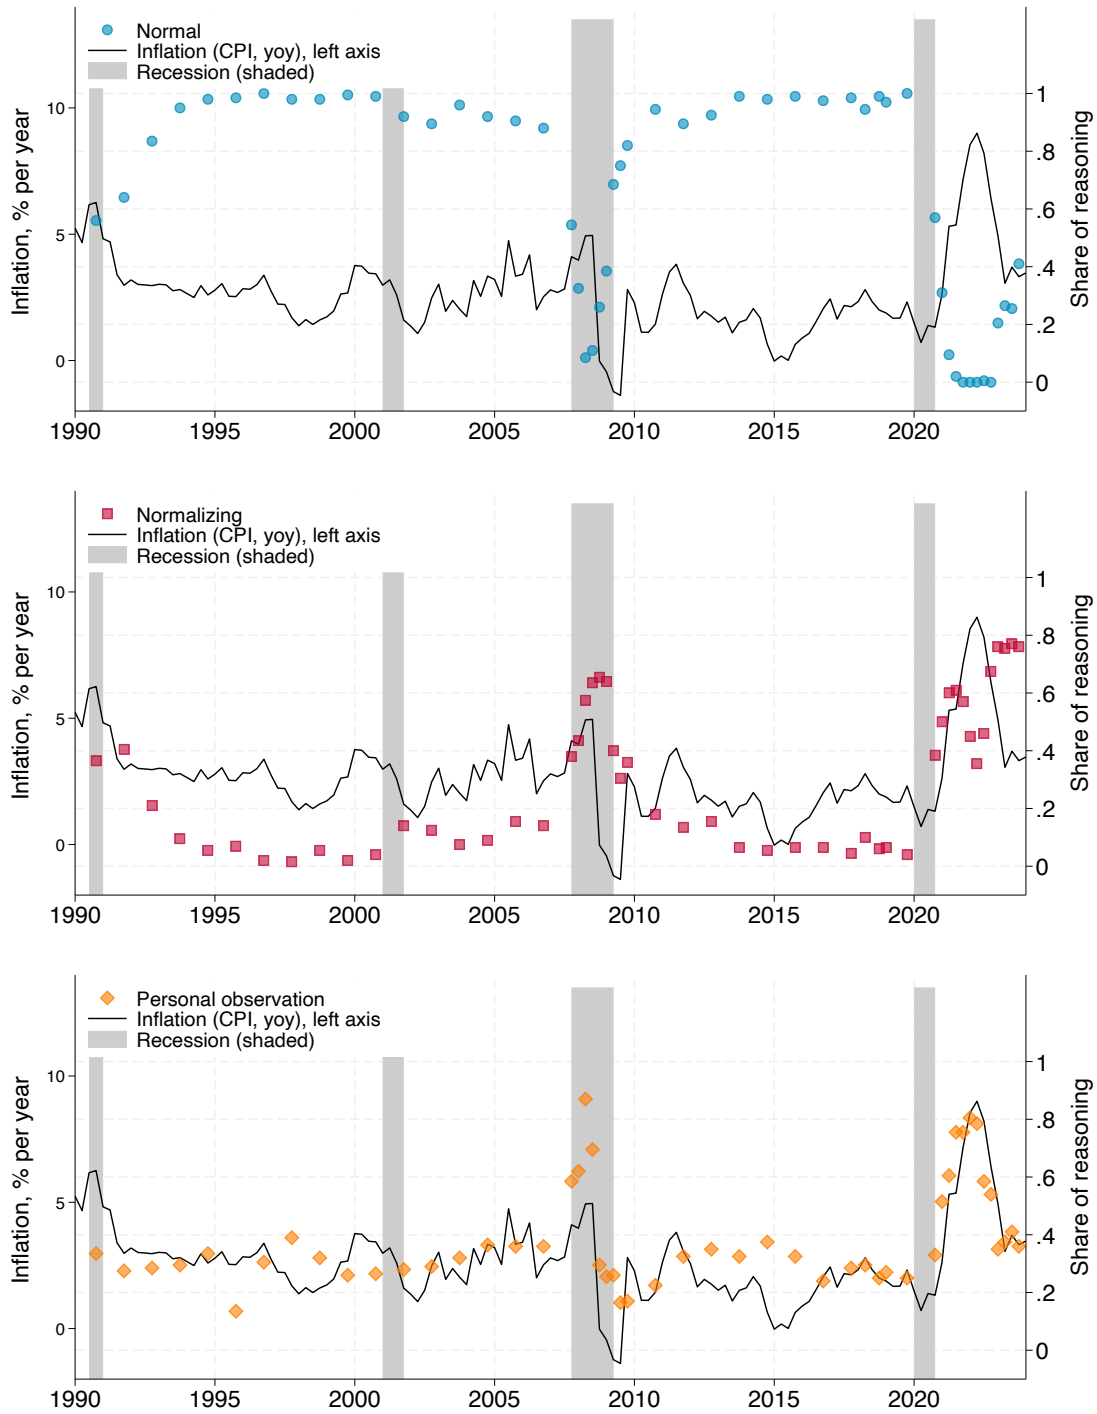 Normal
Inflation (CPI, yoy), left axis
Recession (shaded)
Inflation, % per year
10
5
0
1
.8
.6
.4
.2
0
Share of reasoning
1990 1995 2000 2005 2010 2015 2020
Normalizing
Inflation (CPI, yoy), left axis
Recession (shaded)
Inflation, % per year
10
5
0
1
.8
.6
.4
.2
0
Share of reasoning
1990 1995 2000 2005 2010 2015 2020
Personal observation
Inflation (CPI, yoy), left axis
Recession (shaded)
Inflation, % per year
10
5
0
1
.8
.6
.4
.2
0
Share of reasoning
1990 1995 2000 2005 2010 2015 2020